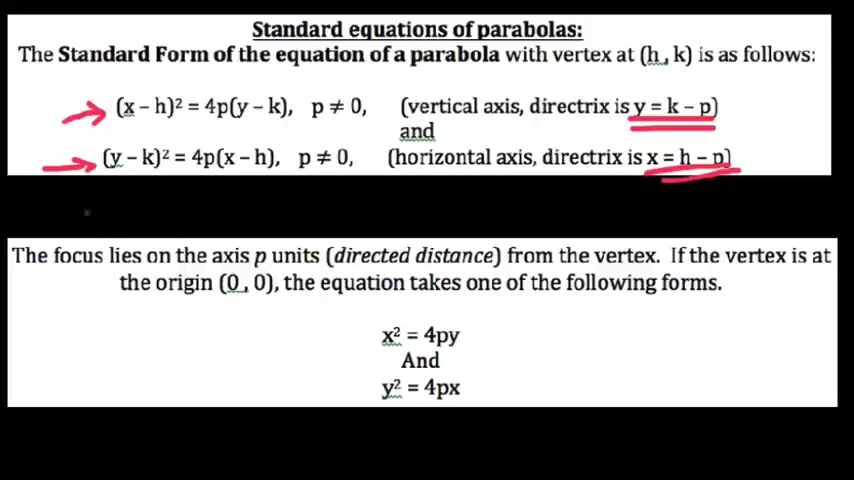 Standard equations of parabolas:
The Standard Form of the equation of a parabola with vertex at (h , k) is as follows:
(x – h)² = 4p(y – k), p ≠ 0, (vertical axis, directrix is y = k – p)
and
(y – k)² = 4p(x – h), p ≠ 0, (horizontal axis, directrix is x = h – p)
The focus lies on the axis p units (directed distance) from the vertex. If the vertex is at
the origin (0 , 0), the equation takes one of the following forms.
x² = 4py
And
y² = 4px